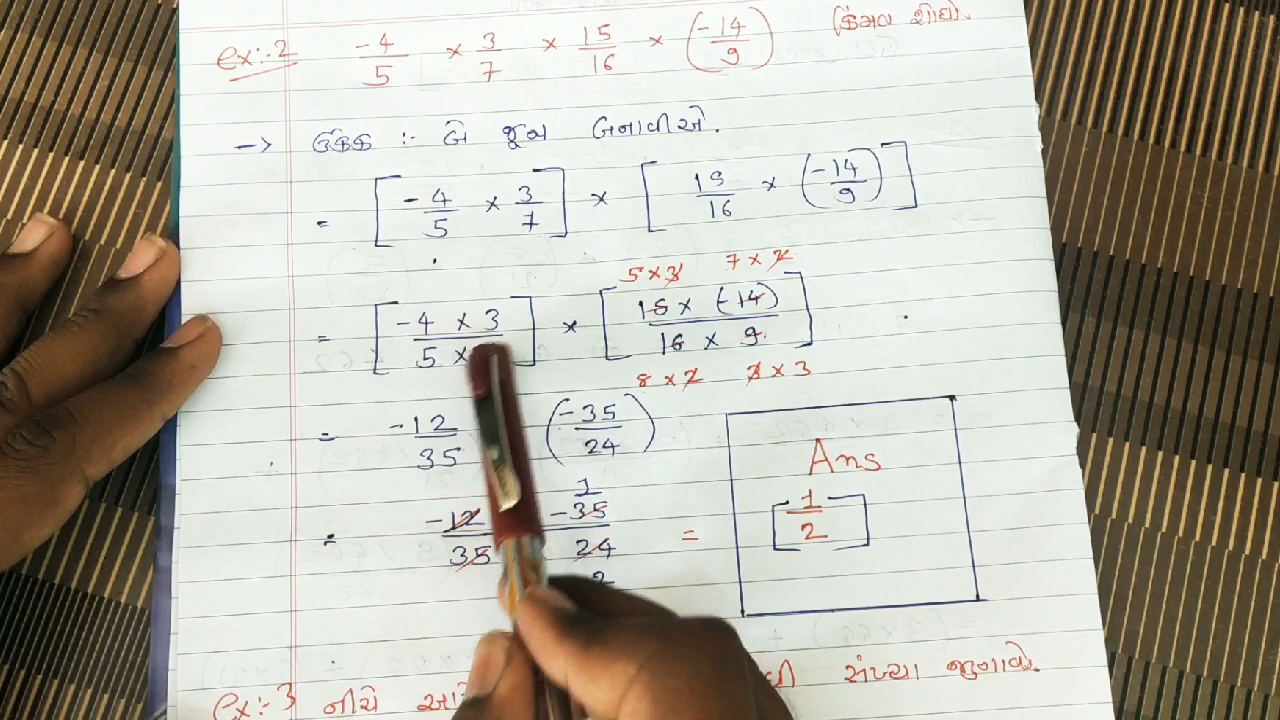 ex:-2 -4/5 × 3/7 × 15/16 × (-14/9) કિંમત શોધો.
→ ઉકેલ :- બે જૂથ બનાવીએ.
= [-4/5 × 3/7] × [15/16 × (-14/9)]
5 × 3 7 × 2
= [-4 × 3 / 5 ×] × [15 × (-14) / 16 × 9]
8 × 2 3 × 3
= -12/35 (-35/24)
1
-12/35 -35/24 =
2
Ans
[1/2]
ex:-3 નીચે સંખ્યા જણાવો.